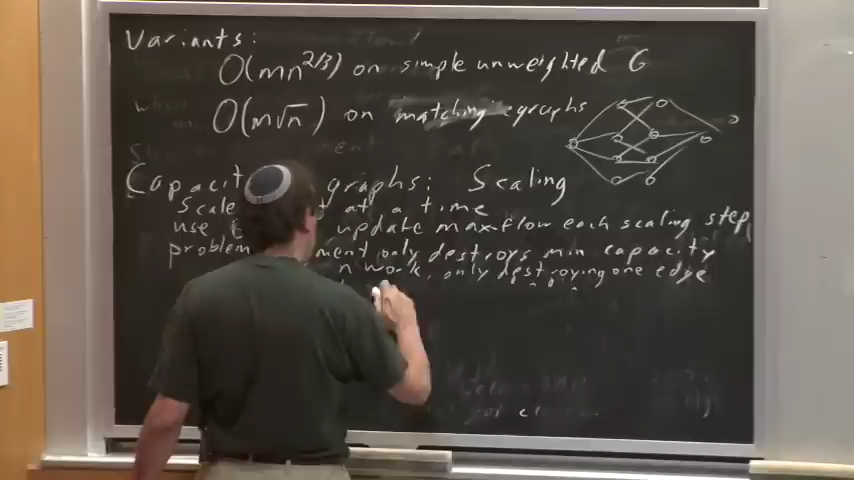 Variants:
O(mn^2/3) on simple unweighted G
O(m√n) on matching graphs
Capacit graphs: Scaling
Scale t at a time
use update maxflow each scaling step
problem ment only destroys min capacity
n work, only destroying one edge